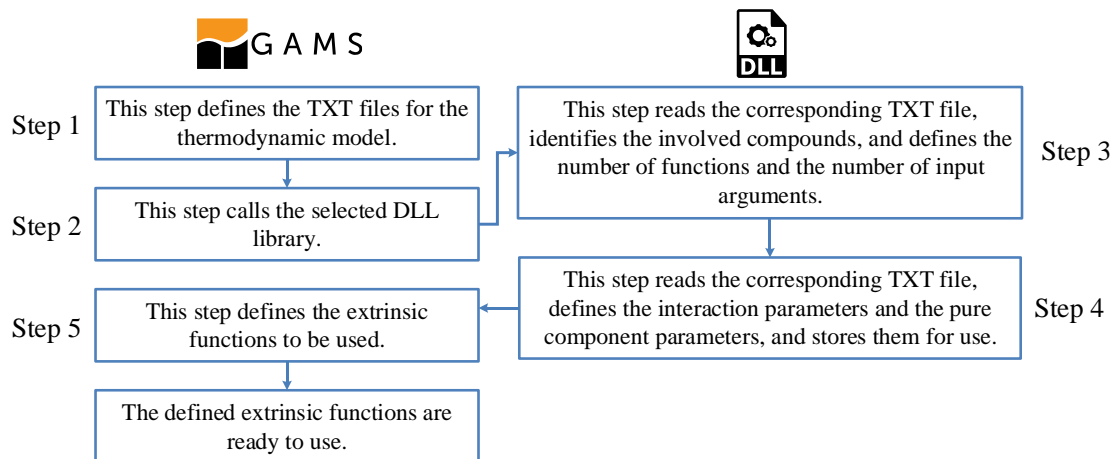 GAMS
DLL
Step 1
This step defines the TXT files for the
thermodynamic model.
Step 2
This step calls the selected DLL
library.
This step reads the corresponding TXT file,
identifies the involved compounds, and defines the
number of functions and the number of input
arguments.
Step 3
This step reads the corresponding TXT file,
defines the interaction parameters and the pure
component parameters, and stores them for use.
Step 4
Step 5
This step defines the extrinsic
functions to be used.
The defined extrinsic functions are
ready to use.